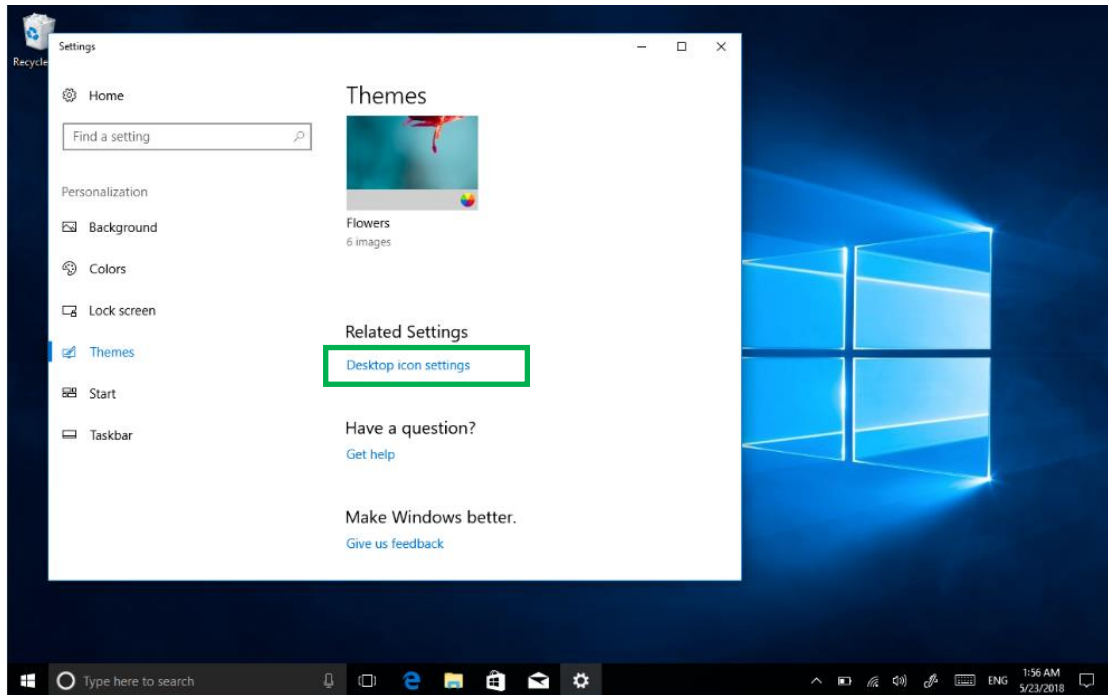 Recycle
Settings
Home
Find a setting
Personalization
Background
Colors
Lock screen
Themes
Start
Taskbar
Themes
Flowers
6 images
Related Settings
Desktop icon settings
Have a question?
Get help
Make Windows better.
Give us feedback
Type here to search
ENG
1:56 AM
5/23/2018